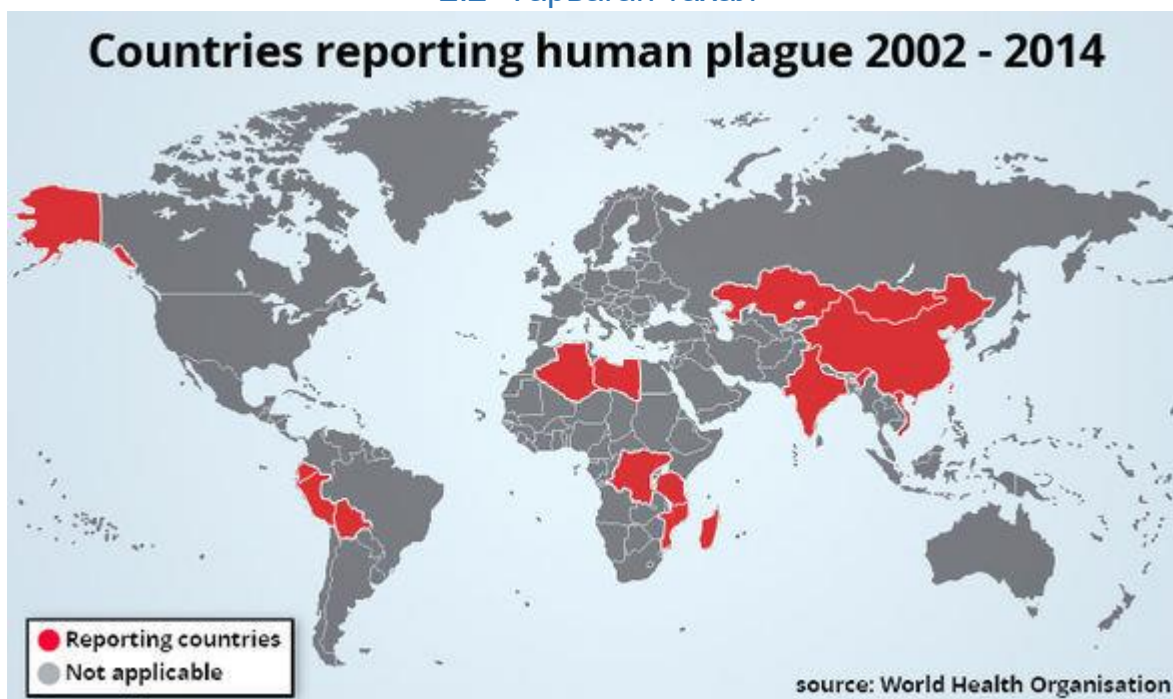 Countries reporting human plague 2002 - 2014
Reporting countries
Not applicable
source: World Health Organisation